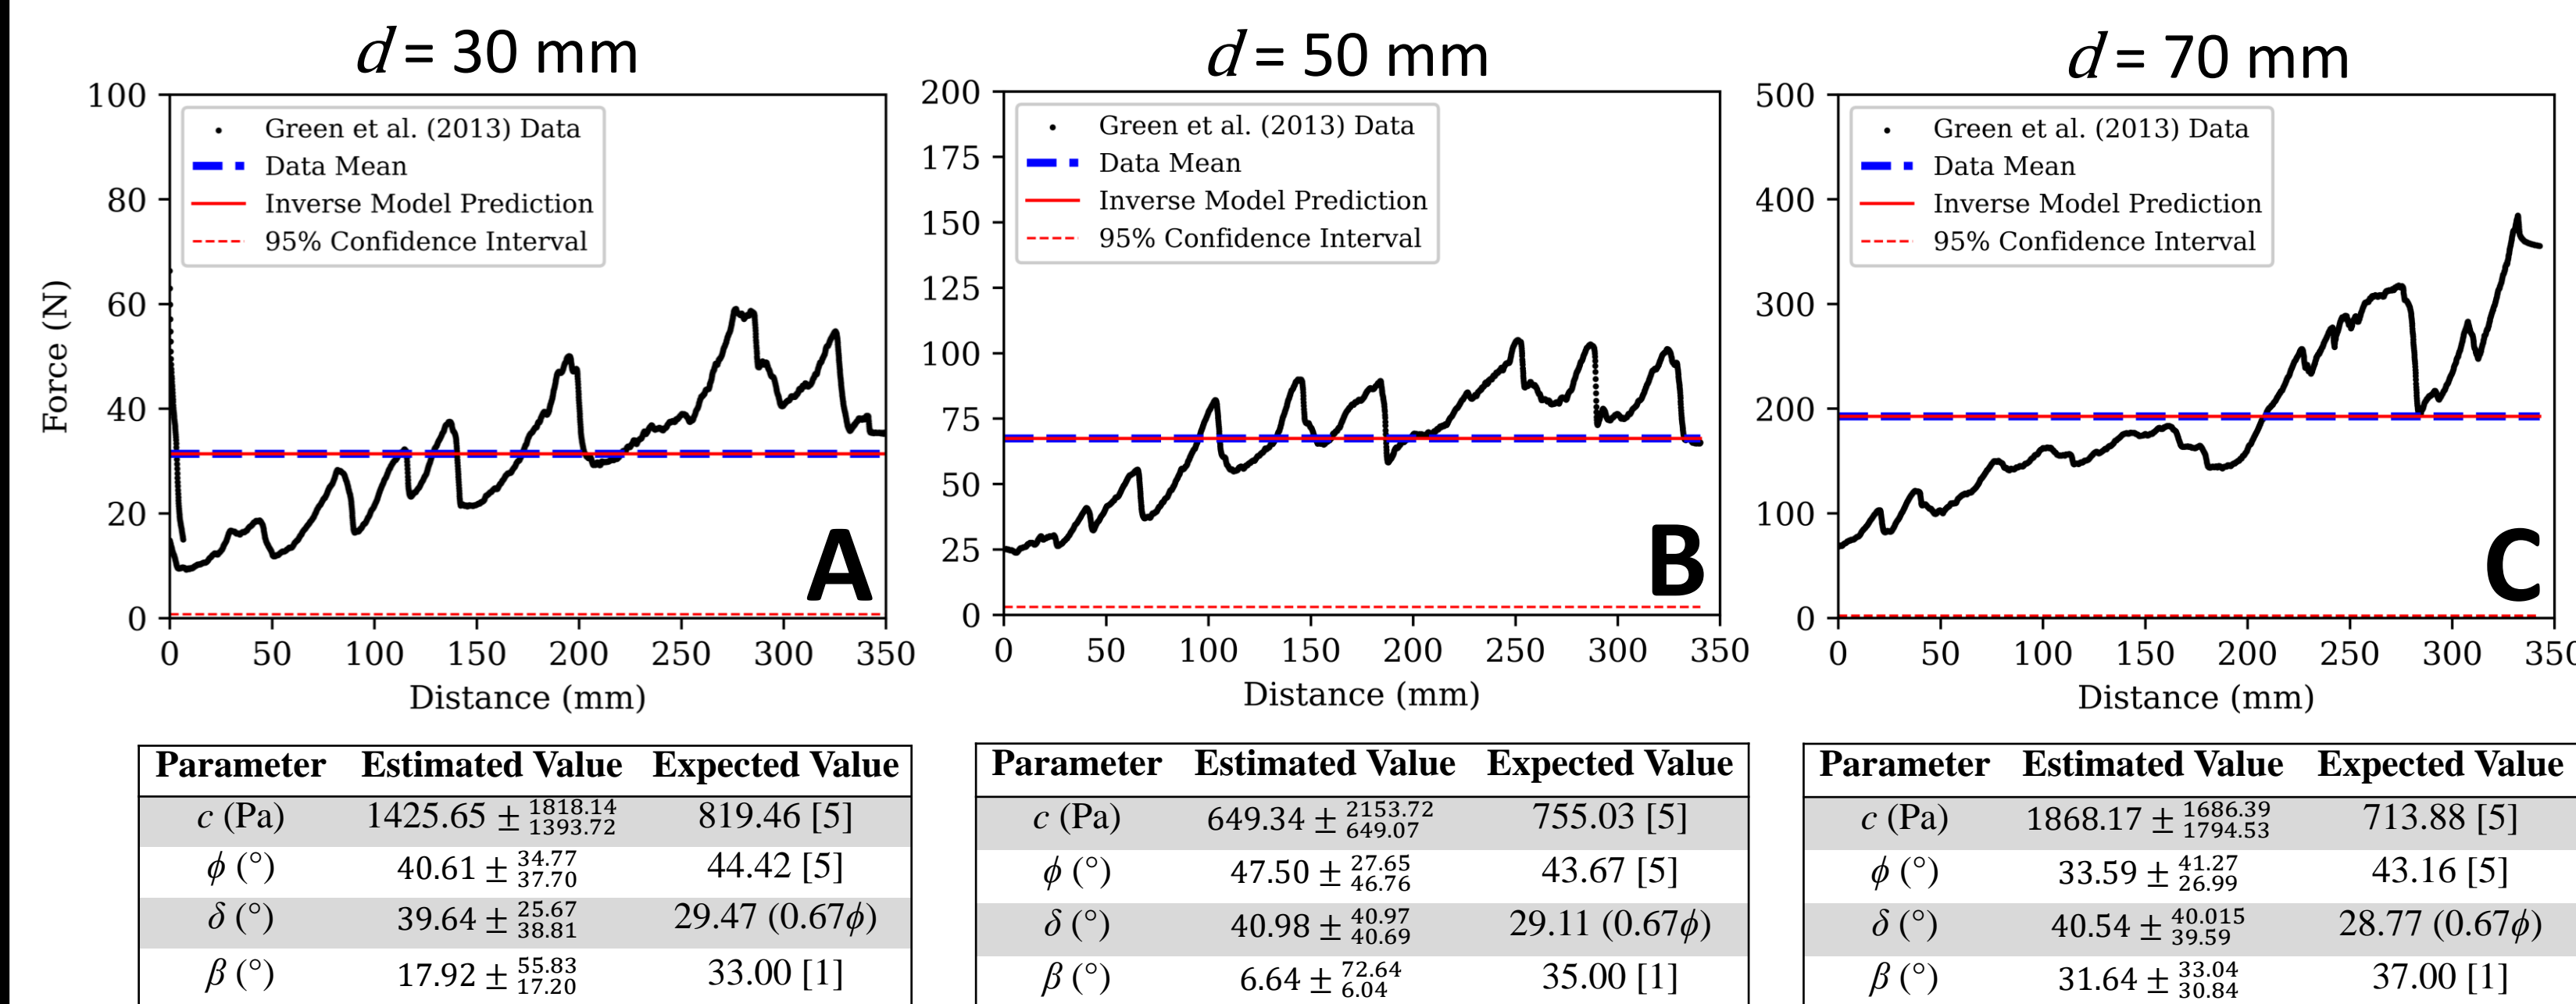 d = 30 mm
100
80
60
40
20
0
Force (N)
Green et al. (2013) Data
Data Mean
Inverse Model Prediction
95% Confidence Interval
A
0 50 100 150 200 250 300 350
Distance (mm)
d = 50 mm
200
175
150
125
100
75
50
25
0
Green et al. (2013) Data
Data Mean
Inverse Model Prediction
95% Confidence Interval
B
0 50 100 150 200 250 300 350
Distance (mm)
d = 70 mm
500
400
300
200
100
0
Green et al. (2013) Data
Data Mean
Inverse Model Prediction
95% Confidence Interval
C
0 50 100 150 200 250 300 350
Distance (mm)
Parameter Estimated Value Expected Value
c (Pa) 1425.65 ± 1818.14 1393.72 819.46 [5]
ϕ (°) 40.61 ± 34.77 37.70 44.42 [5]
δ (°) 39.64 ± 25.67 38.81 29.47 (0.67ϕ)
β (°) 17.92 ± 55.83 17.20 33.00 [1]
Parameter Estimated Value Expected Value
c (Pa) 649.34 ± 2153.72 649.07 755.03 [5]
ϕ (°) 47.50 ± 27.65 46.76 43.67 [5]
δ (°) 40.98 ± 40.97 40.69 29.11 (0.67ϕ)
β (°) 6.64 ± 72.64 6.04 35.00 [1]
Parameter Estimated Value Expected Value
c (Pa) 1868.17 ± 1686.39 1794.53 713.88 [5]
ϕ (°) 33.59 ± 41.27 26.99 43.16 [5]
δ (°) 40.54 ± 40.015 39.59 28.77 (0.67ϕ)
β (°) 31.64 ± 33.04 30.84 37.00 [1]